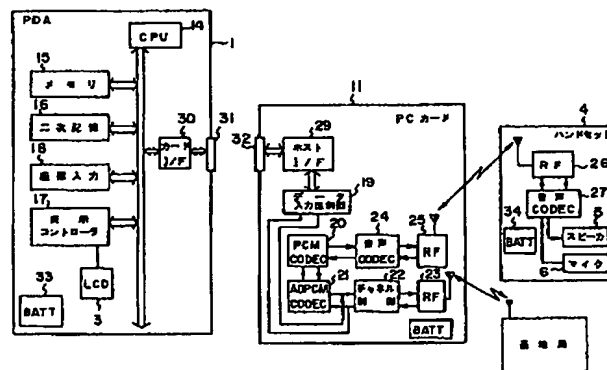 PDA
14
CPU
1
15
メモリ
16
二次記憶
18
座標入力
17
表示
コントローラ
33
BATT
LCD
3
30
カード
I/F
31
11
PC カード
32
29
ホスト
I/F
19
データ
入力制御
20
PCM
CODEC
24
音声
CODEC
25
RF
21
ADPCM
CODEC
22
チャネル
制御
23
RF
BATT
4
ハンドセット
RF
26
音声
CODEC
27
34
BATT
スピーカ
5
6
マイク
基地局